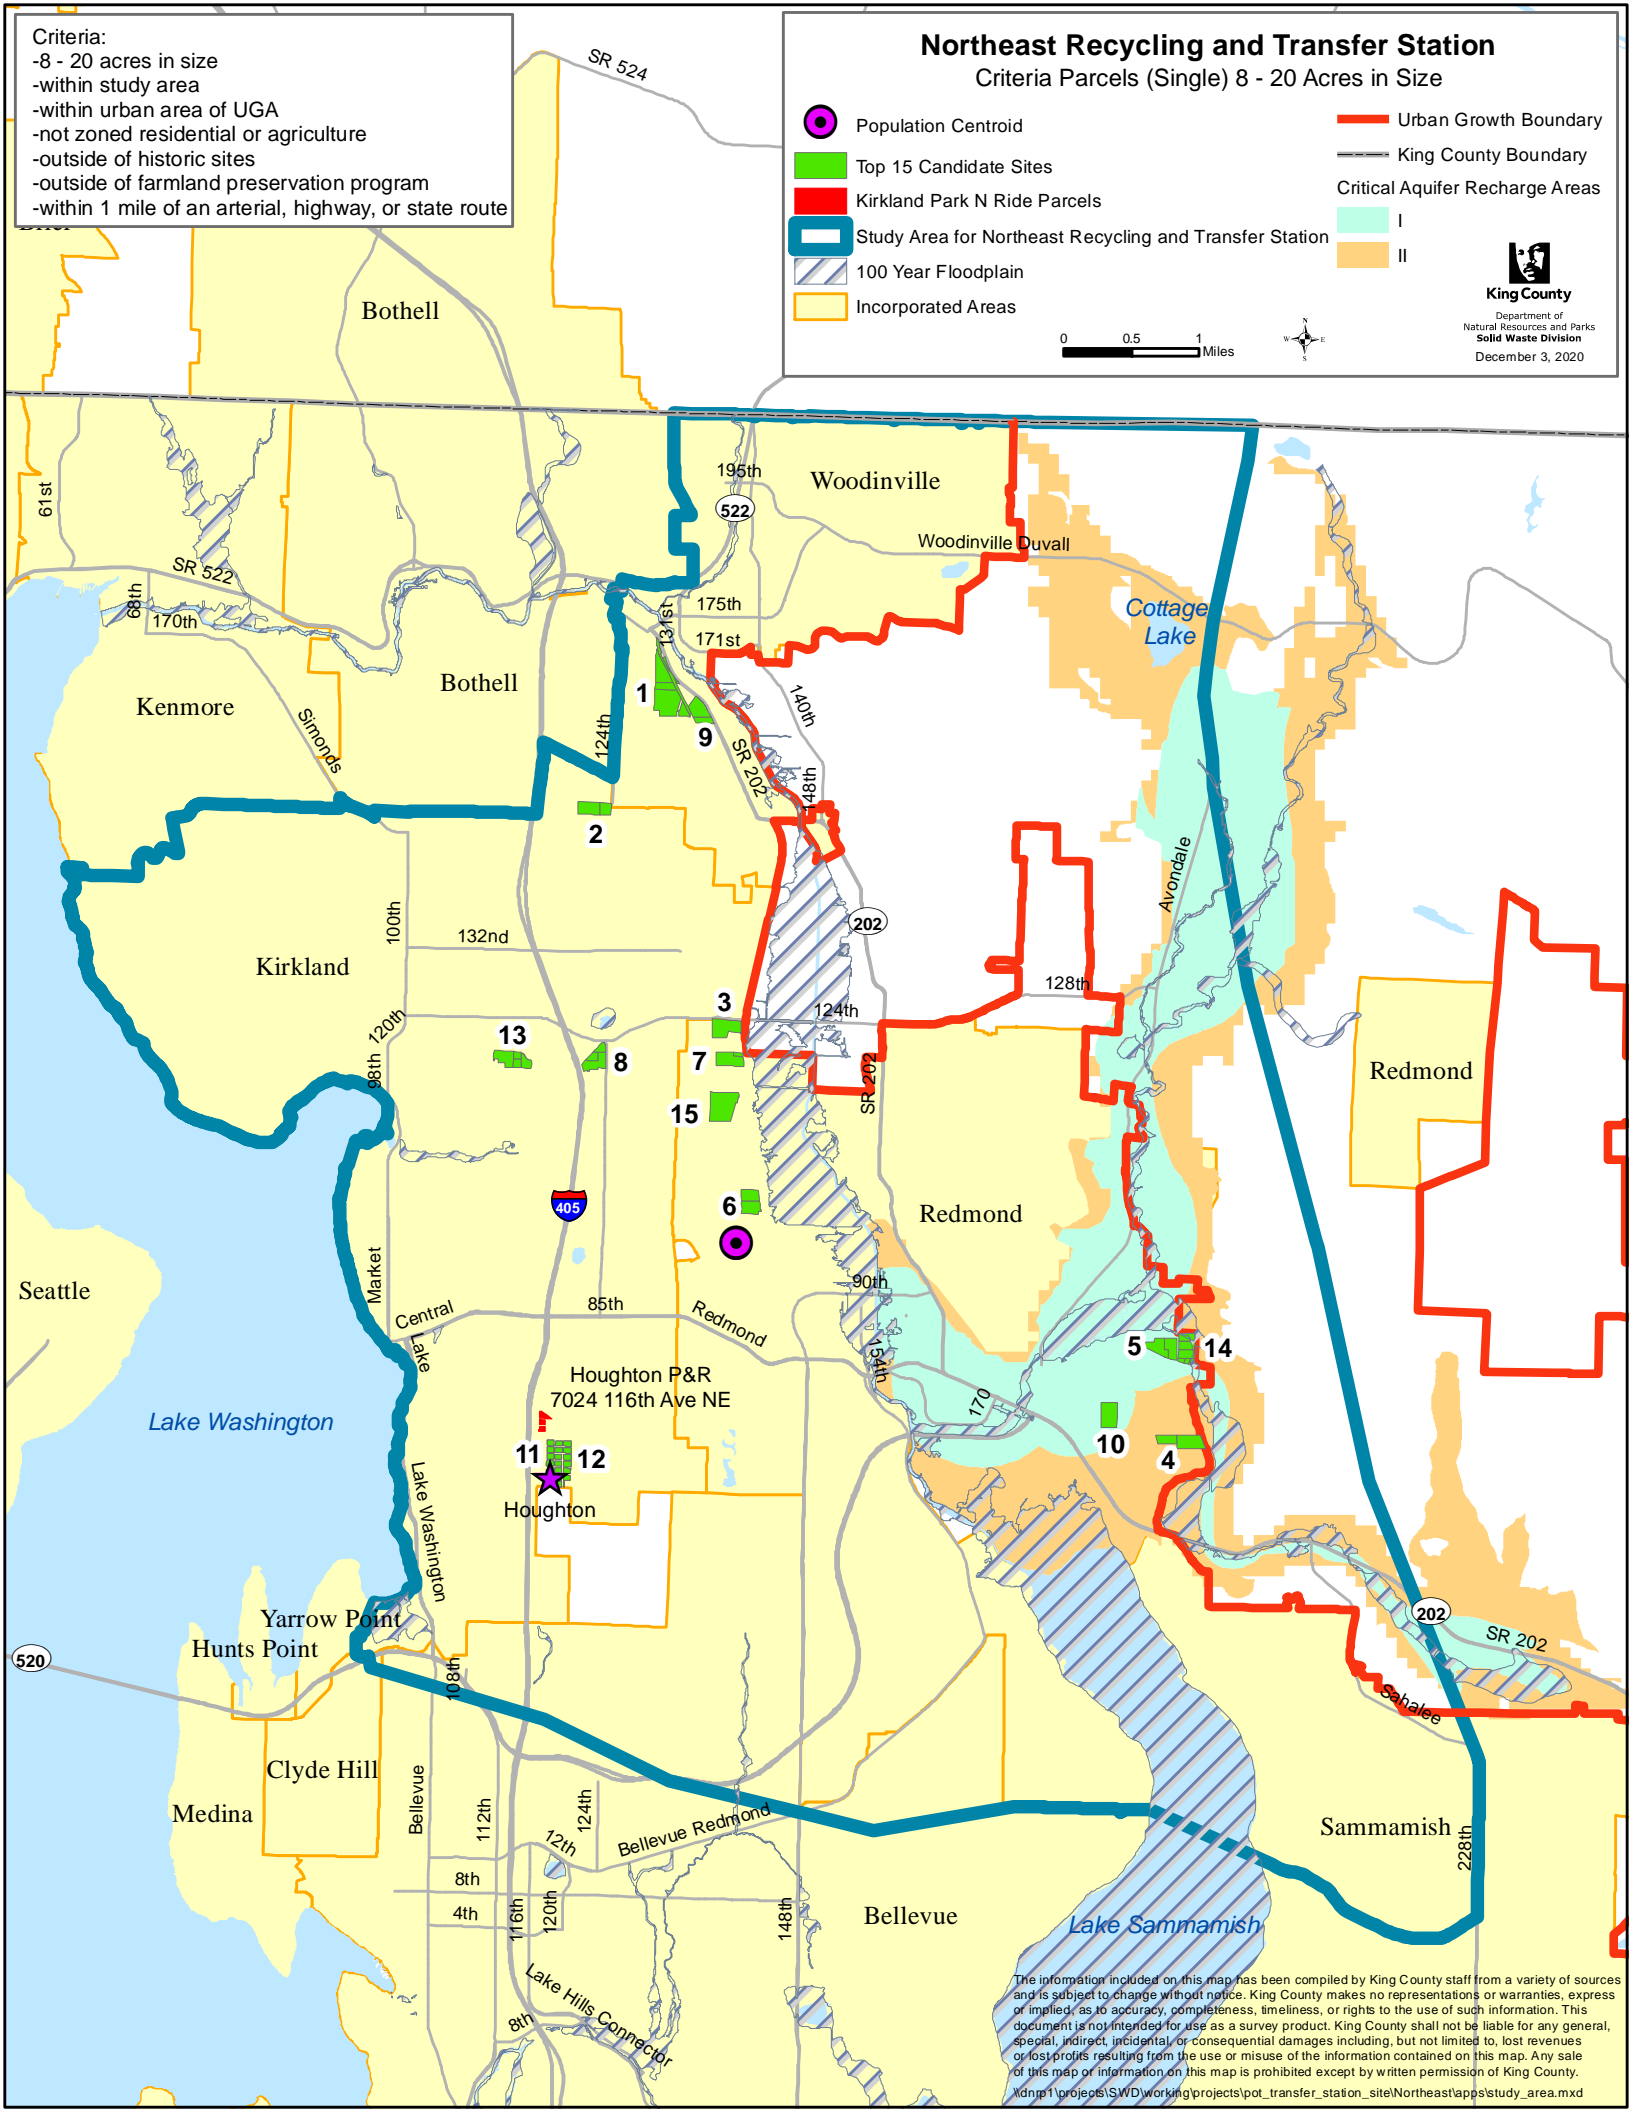 Criteria:
-8 - 20 acres in size
-within study area
-within urban area of UGA
-not zoned residential or agriculture
-outside of historic sites
-outside of farmland preservation program
-within 1 mile of an arterial, highway, or state route
Northeast Recycling and Transfer Station
Criteria Parcels (Single) 8 - 20 Acres in Size
Population Centroid
Top 15 Candidate Sites
Kirkland Park N Ride Parcels
Study Area for Northeast Recycling and Transfer Station
100 Year Floodplain
Incorporated Areas
Urban Growth Boundary
King County Boundary
Critical Aquifer Recharge Areas
I
II
0 0.5 1
Miles
N
W E
S
King County
Department of
Natural Resources and Parks
Solid Waste Division
December 3, 2020
SR 524
Bothell
61st
195th
522
Woodinville
Woodinville Duvall
SR 522
68th
170th
175th
131st
171st
Cottage
Lake
Kenmore
Simonds
Bothell
124th
1
9
SR 202
140th
148th
2
Avondale
100th
132nd
202
Kirkland
128th
3
124th
120th
13
8
7
98th
SR 202
Redmond
15
405
6
Redmond
Seattle
Market
Central
85th
Redmond
90th
Lake
154th
5
14
Houghton P&R
7024 116th Ave NE
170
Lake Washington
11
12
10
4
Lake Washington
Houghton
Yarrow Point
Hunts Point
520
108th
202
SR 202
Sahalee
Clyde Hill
Medina
Bellevue
112th
124th
12th
Bellevue Redmond
Sammamish
228th
8th
4th
116th
120th
148th
Bellevue
Lake Sammamish
Lake Hills Connector
8th
The information included on this map has been compiled by King County staff from a variety of sources
and is subject to change without notice. King County makes no representations or warranties, express
or implied, as to accuracy, completeness, timeliness, or rights to the use of such information. This
document is not intended for use as a survey product. King County shall not be liable for any general,
special, indirect, incidental, or consequential damages including, but not limited to, lost revenues
or lost profits resulting from the use or misuse of the information contained on this map. Any sale
of this map or information on this map is prohibited except by written permission of King County.
\\dnrp1\projects\SWD\working\projects\pot_transfer_station_site\Northeast\apps\study_area.mxd